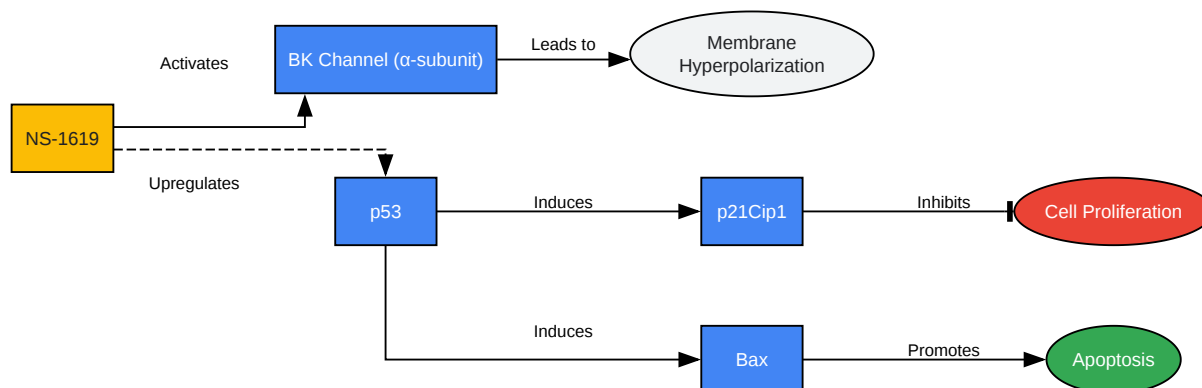 Activates
BK Channel (α-subunit)
Leads to
Membrane
Hyperpolarization
NS-1619
Upregulates
p53
Induces
p21Cip1
Inhibits
Cell Proliferation
Induces
Bax
Promotes
Apoptosis